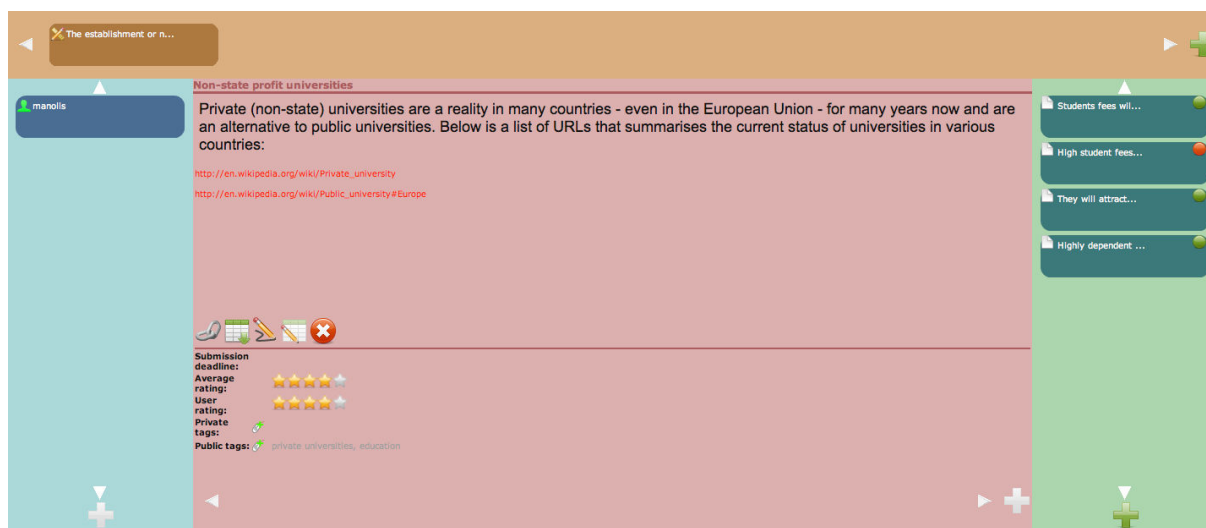 The establishment or n...
manolis
Non-state profit universities
Private (non-state) universities are a reality in many countries - even in the European Union - for many years now and are
an alternative to public universities. Below is a list of URLs that summarises the current status of universities in various
countries:
http://en.wikipedia.org/wiki/Private_university
http://en.wikipedia.org/wiki/Public_university#Europe
Submission
deadline:
Average
rating:
User
rating:
Private
tags:
Public tags: private universities, education
Students fees wil...
High student fees...
They will attract...
Highly dependent ...